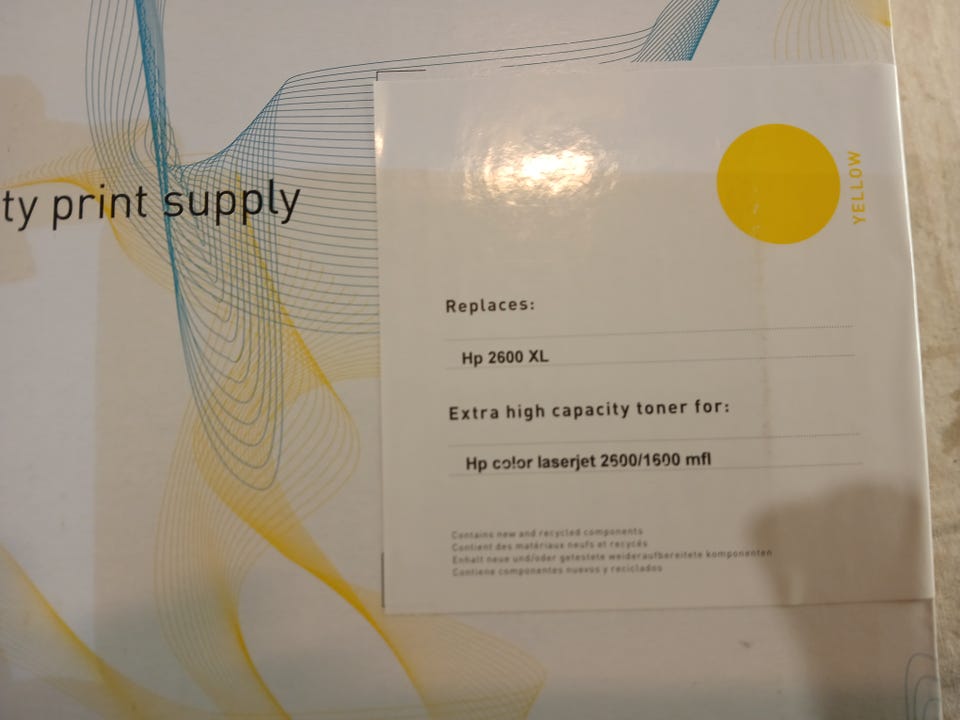 ty print supply
YELLOW
Replaces:
Hp 2600 XL
Extra high capacity toner for:
Hp color laserjet 2600/1600 mfl
Contains new and recycled components
Contient des matériaux neufs et recyclés
Enhalt neue und/oder getestete weideraufbereitete komponenten
Contiene componentes nuevos y reciclados